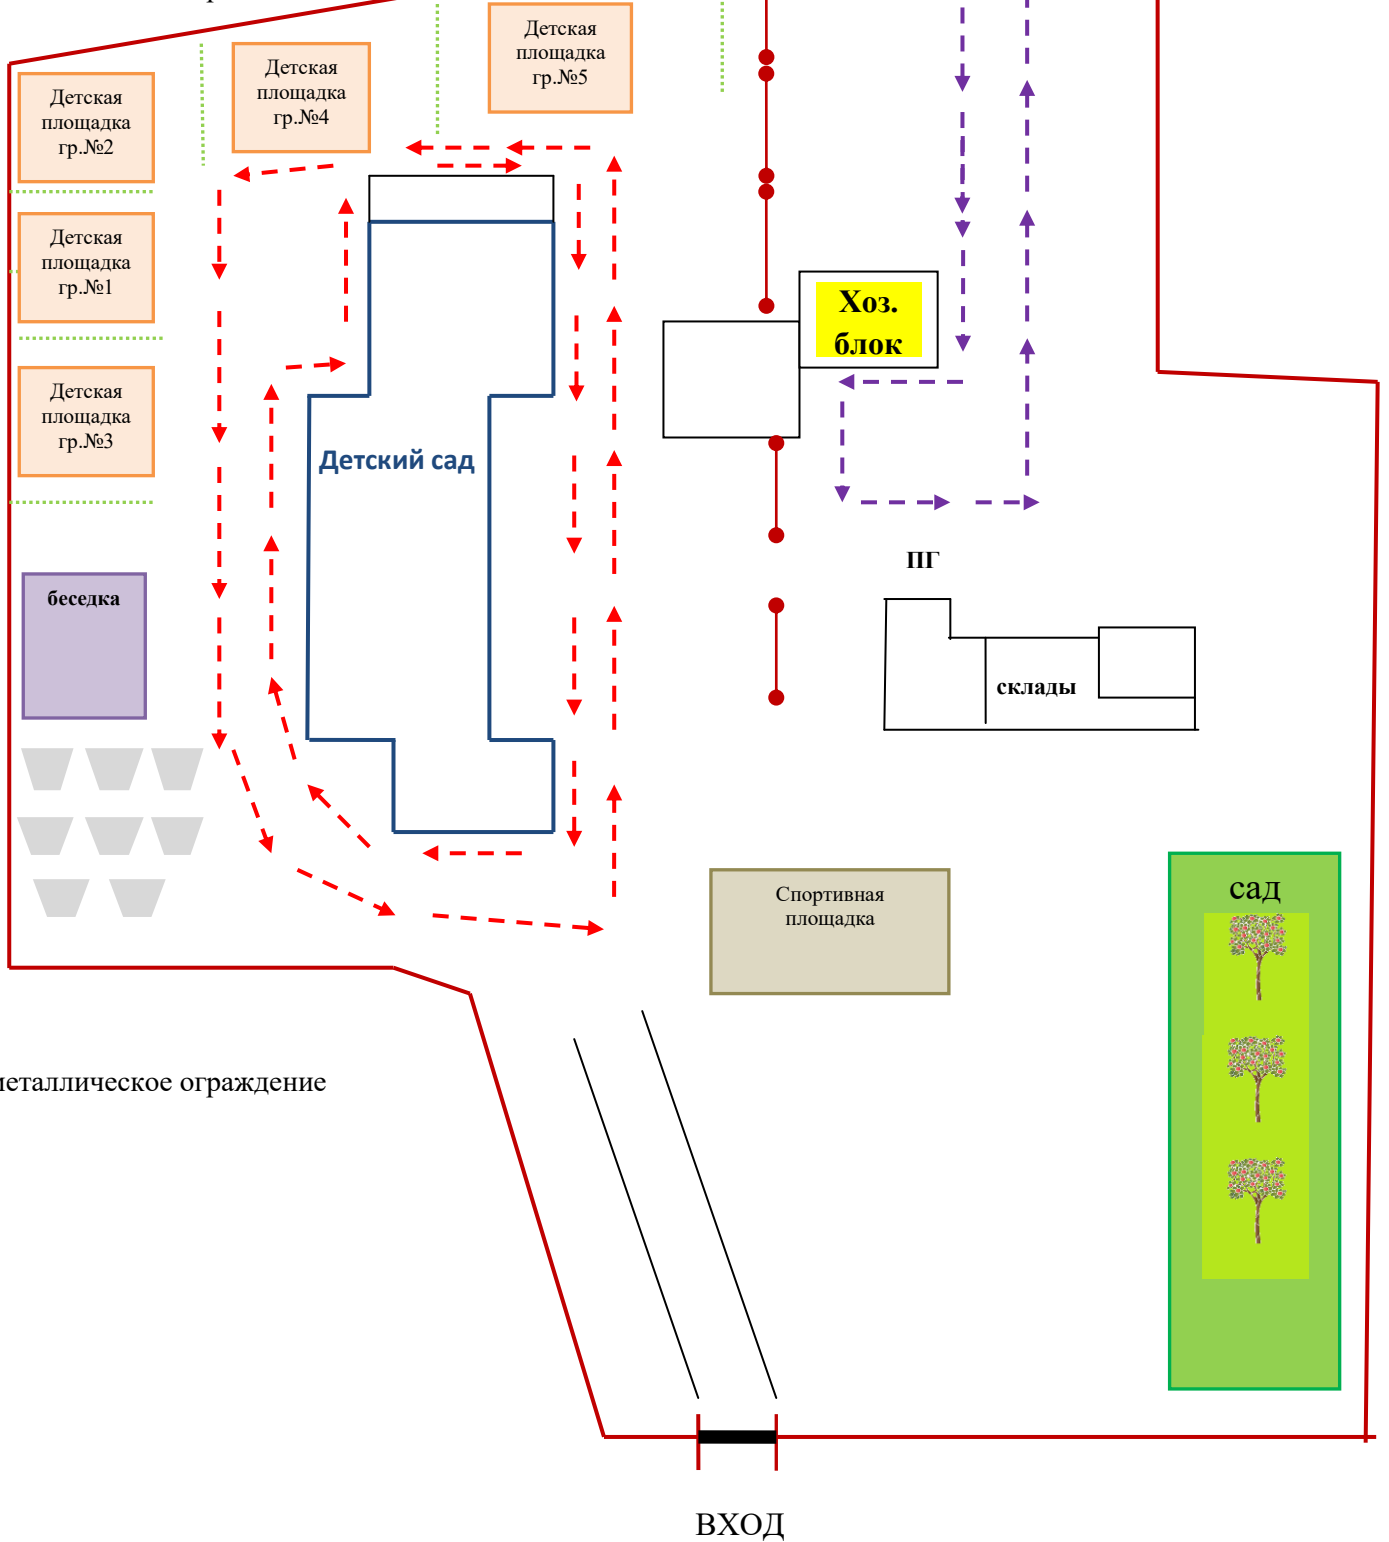 Детская
площадка
гр.№5
Детская
площадка
гр.№4
Детская
площадка
гр.№2
Детская
площадка
гр.№1
Хоз.
блок
Детская
площадка
гр.№3
Детский сад
ПГ
беседка
склады
Спортивная
площадка
сад
металлическое ограждение
ВХОД